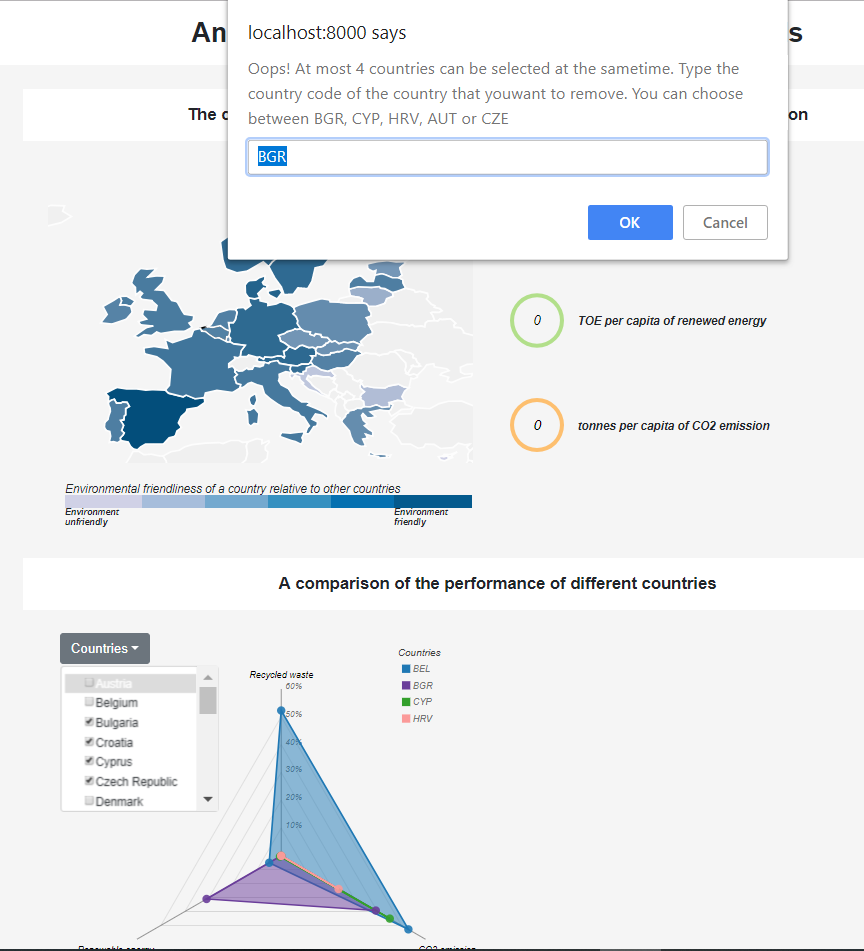 An
s
localhost:8000 says
Oops! At most 4 countries can be selected at the sametime. Type the
country code of the country that youwant to remove. You can choose
between BGR, CYP, HRV, AUT or CZE
BGR
OK
Cancel
The
on
0
TOE per capita of renewed energy
0
tonnes per capita of CO2 emission
Environmental friendliness of a country relative to other countries
Environment
unfriendly
Environment
friendly
A comparison of the performance of different countries
Countries
Austria
Belgium
Bulgaria
Croatia
Cyprus
Czech Republic
Denmark
Recycled waste
60%
50%
40%
30%
20%
10%
Renewable energy
CO2 emission
Countries
BEL
BGR
CYP
HRV